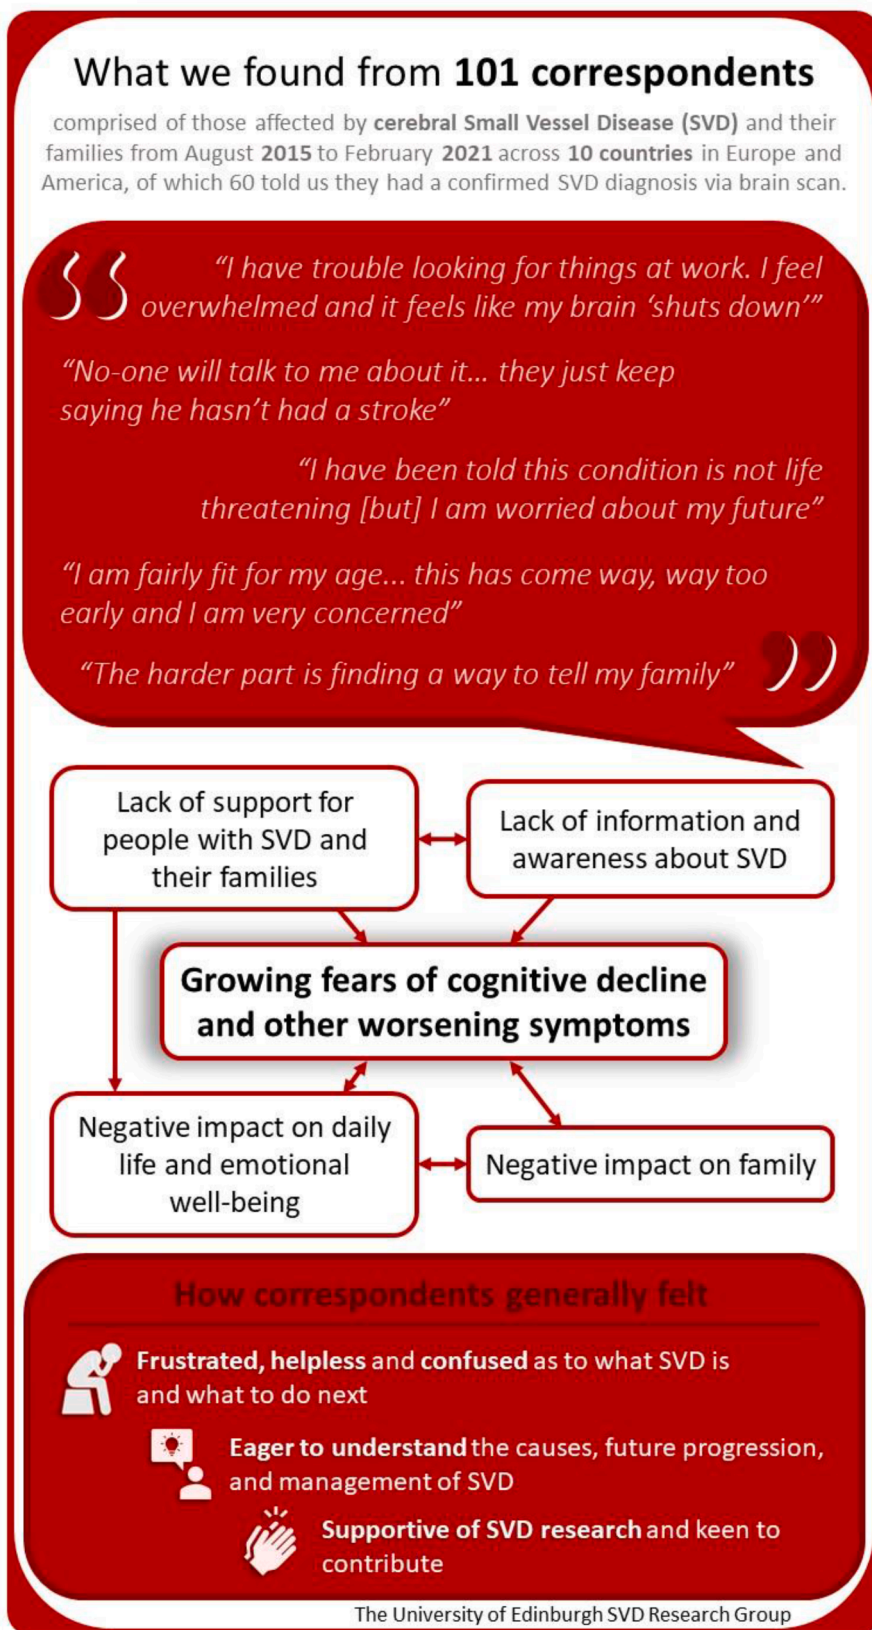 What we found from 101 correspondents
comprised of those affected by cerebral Small Vessel Disease (SVD) and their
families from August 2015 to February 2021 across 10 countries in Europe and
America, of which 60 told us they had a confirmed SVD diagnosis via brain scan.
“I have trouble looking for things at work. I feel
overwhelmed and it feels like my brain ‘shuts down’”
“No-one will talk to me about it... they just keep
saying he hasn’t had a stroke”
“I have been told this condition is not life
threatening [but] I am worried about my future”
“I am fairly fit for my age... this has come way, way too
early and I am very concerned”
“The harder part is finding a way to tell my family”
Lack of support for
people with SVD and
their families
Lack of information and
awareness about SVD
Growing fears of cognitive decline
and other worsening symptoms
Negative impact on daily
life and emotional
well-being
Negative impact on family
How correspondents generally felt
Frustrated, helpless and confused as to what SVD is
and what to do next
Eager to understand the causes, future progression,
and management of SVD
Supportive of SVD research and keen to
contribute
The University of Edinburgh SVD Research Group